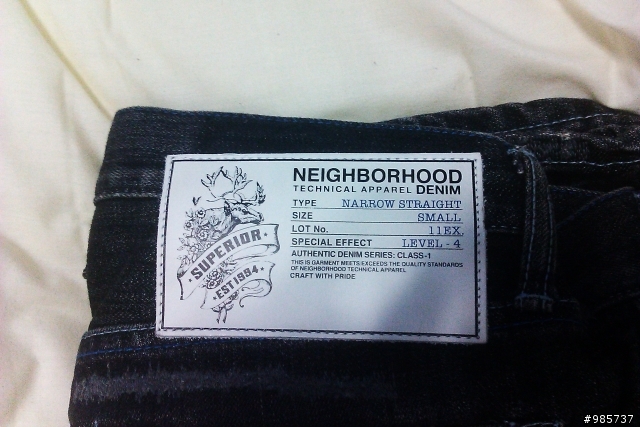 NEIGHBORHOOD
TECHNICAL APPAREL DENIM
TYPE NARROW STRAIGHT
SIZE SMALL
LOT No. 11EX.
SPECIAL EFFECT LEVEL - 4
AUTHENTIC DENIM SERIES: CLASS-1
THIS IS GARMENT MEETS/EXCEEDS THE QUALITY STANDARDS
OF NEIGHBORHOOD TECHNICAL APPAREL
CRAFT WITH PRIDE
·SUPERIOR·
·EST1994·
#985737